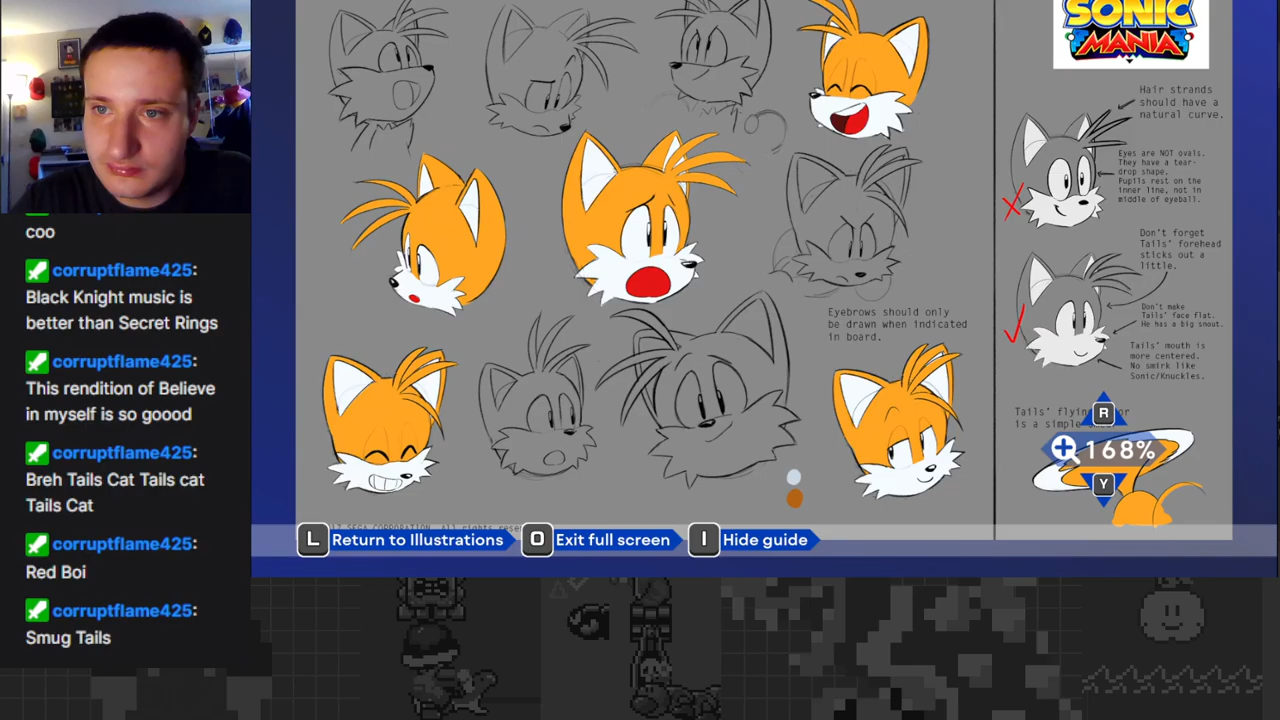 coo
corruptflame425:
Black Knight music is
better than Secret Rings
corruptflame425:
This rendition of Believe
in myself is so goood
corruptflame425:
Breh Tails Cat Tails cat
Tails Cat
corruptflame425:
Red Boi
corruptflame425:
Smug Tails
SONIC
MANIA
Hair strands
should have a
natural curve.
Eyes are NOT ovals.
They have a tear-
drop shape.
Pupils rest on the
inner line, not in
middle of eyeball.
Don't forget
Tails' forehead
sticks out a
little.
Don't make
Tails' face flat.
He has a big snout.
Tails' mouth is
more centered.
No smirk like
Sonic/Knuckles.
Eyebrows should only
be drawn when indicated
in board.
Tails' flying
is a simple
R
168%
Y
SEGA CORPORATION. All rights
L Return to Illustrations
O Exit full screen
I Hide guide